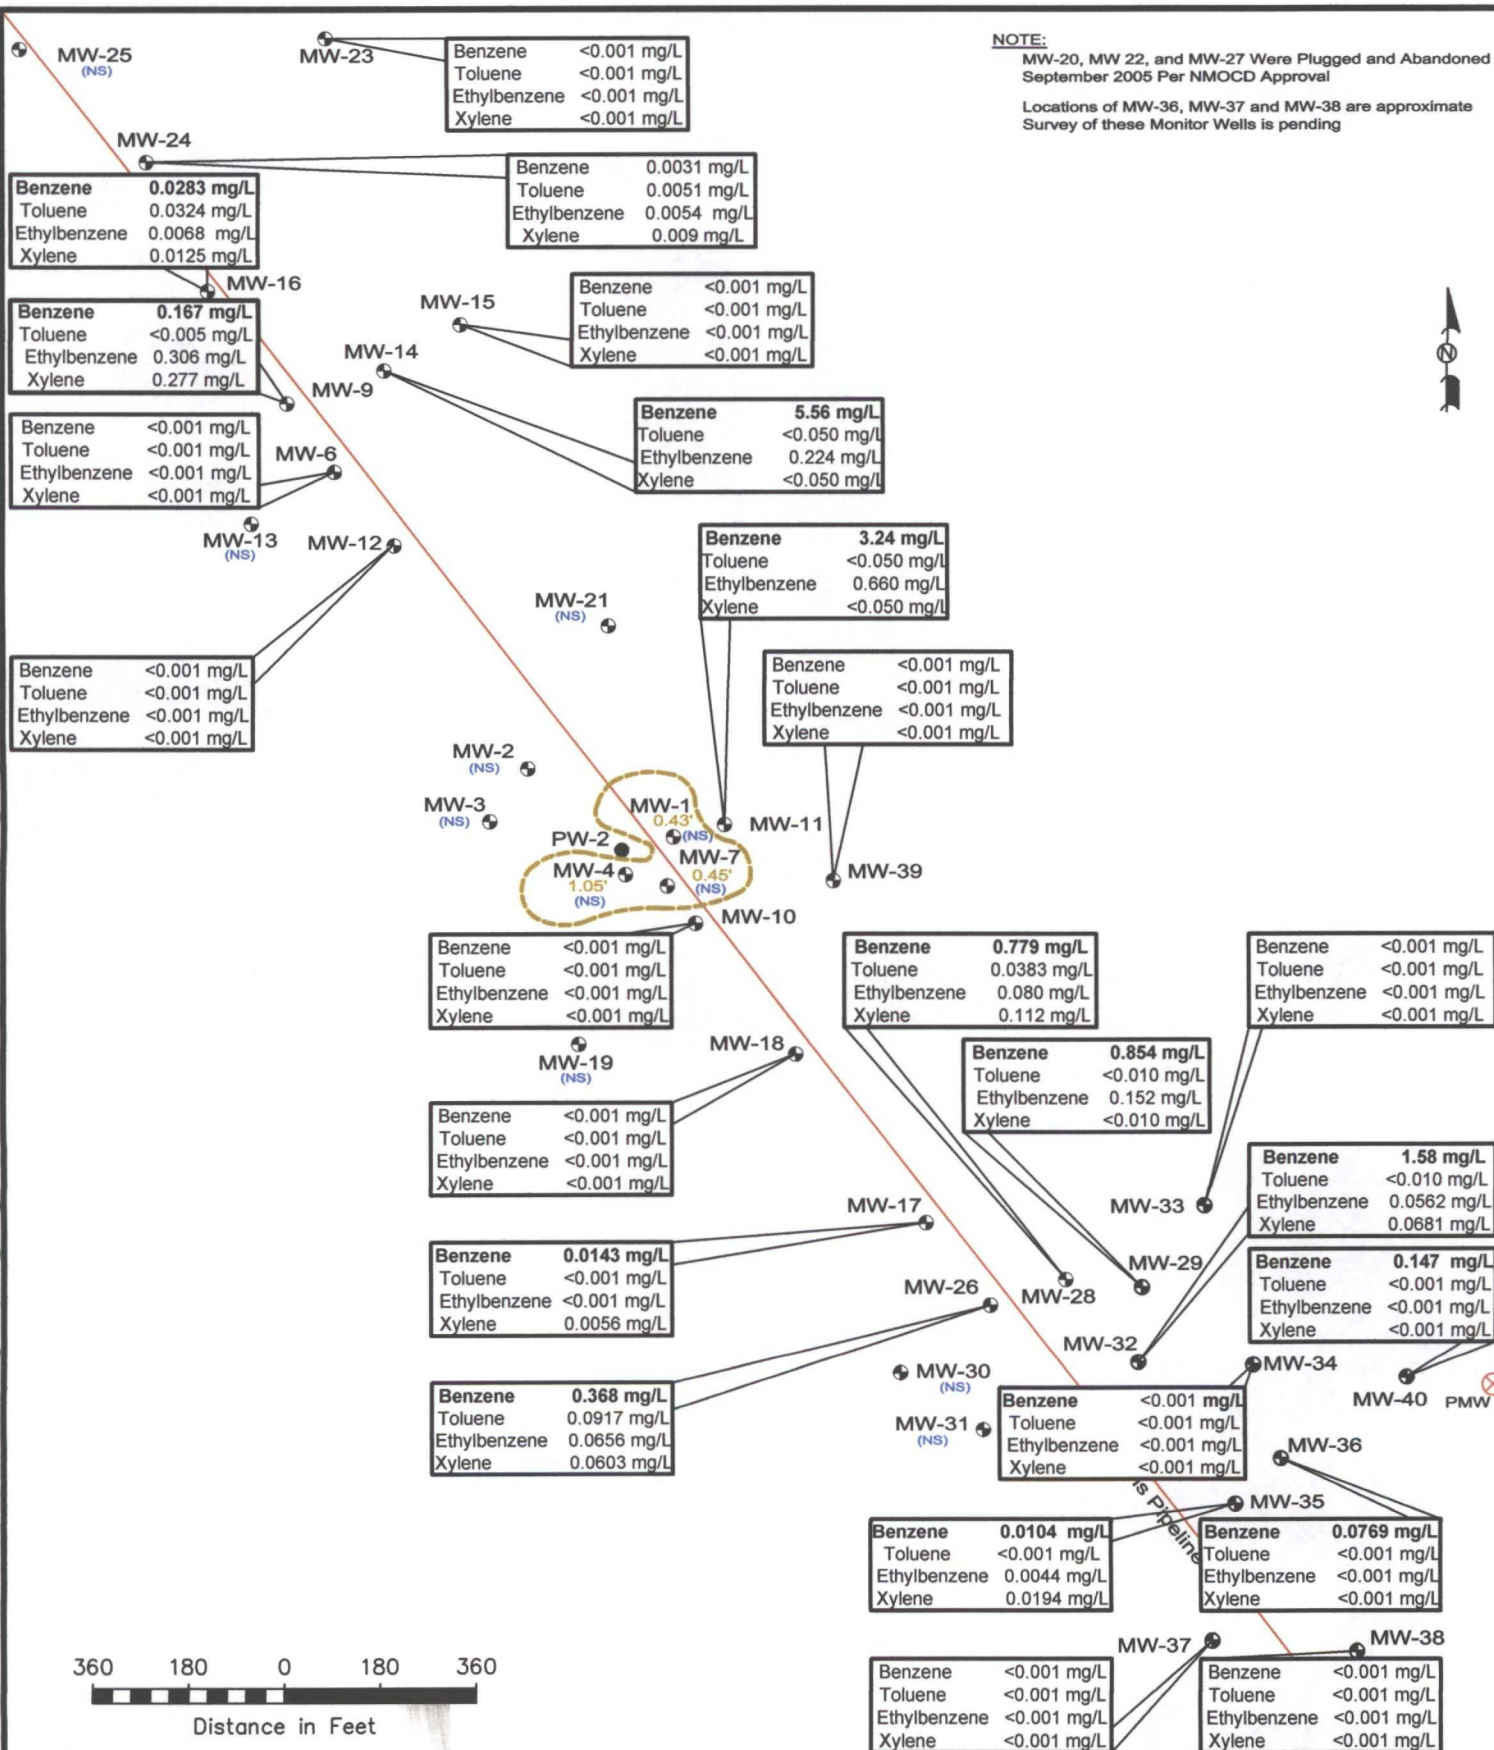 NOTE:
MW-20, MW 22, and MW-27 Were Plugged and Abandoned
September 2005 Per NMOCD Approval
Locations of MW-36, MW-37 and MW-38 are approximate
Survey of these Monitor Wells is pending
MW-25
(NS)
MW-23
Benzene <0.001 mg/L
Toluene <0.001 mg/L
Ethylbenzene <0.001 mg/L
Xylene <0.001 mg/L
MW-24
Benzene 0.0031 mg/L
Toluene 0.0051 mg/L
Ethylbenzene 0.0054 mg/L
Xylene 0.009 mg/L
Benzene 0.0283 mg/L
Toluene 0.0324 mg/L
Ethylbenzene 0.0068 mg/L
Xylene 0.0125 mg/L
MW-16
Benzene 0.167 mg/L
Toluene <0.005 mg/L
Ethylbenzene 0.306 mg/L
Xylene 0.277 mg/L
MW-9
MW-15
Benzene <0.001 mg/L
Toluene <0.001 mg/L
Ethylbenzene <0.001 mg/L
Xylene <0.001 mg/L
MW-14
Benzene 5.56 mg/L
Toluene <0.050 mg/L
Ethylbenzene 0.224 mg/L
Xylene <0.050 mg/L
N
Benzene <0.001 mg/L
Toluene <0.001 mg/L
Ethylbenzene <0.001 mg/L
Xylene <0.001 mg/L
MW-6
MW-13
(NS)
MW-12
Benzene <0.001 mg/L
Toluene <0.001 mg/L
Ethylbenzene <0.001 mg/L
Xylene <0.001 mg/L
MW-21
(NS)
Benzene 3.24 mg/L
Toluene <0.050 mg/L
Ethylbenzene 0.660 mg/L
Xylene <0.050 mg/L
Benzene <0.001 mg/L
Toluene <0.001 mg/L
Ethylbenzene <0.001 mg/L
Xylene <0.001 mg/L
MW-2
(NS)
MW-3
(NS)
MW-1
0.43'
(NS)
MW-11
PW-2
MW-4
1.05'
(NS)
MW-7
0.45'
(NS)
MW-39
MW-10
Benzene <0.001 mg/L
Toluene <0.001 mg/L
Ethylbenzene <0.001 mg/L
Xylene <0.001 mg/L
MW-19
(NS)
MW-18
Benzene <0.001 mg/L
Toluene <0.001 mg/L
Ethylbenzene <0.001 mg/L
Xylene <0.001 mg/L
Benzene 0.779 mg/L
Toluene 0.0383 mg/L
Ethylbenzene 0.080 mg/L
Xylene 0.112 mg/L
Benzene 0.854 mg/L
Toluene <0.010 mg/L
Ethylbenzene 0.152 mg/L
Xylene <0.010 mg/L
Benzene <0.001 mg/L
Toluene <0.001 mg/L
Ethylbenzene <0.001 mg/L
Xylene <0.001 mg/L
MW-33
Benzene 1.58 mg/L
Toluene <0.010 mg/L
Ethylbenzene 0.0562 mg/L
Xylene 0.0681 mg/L
MW-17
Benzene 0.0143 mg/L
Toluene <0.001 mg/L
Ethylbenzene <0.001 mg/L
Xylene 0.0056 mg/L
MW-26
MW-28
MW-29
Benzene 0.147 mg/L
Toluene <0.001 mg/L
Ethylbenzene <0.001 mg/L
Xylene <0.001 mg/L
MW-32
MW-34
MW-40
PMW
MW-30
(NS)
MW-31
(NS)
Benzene 0.368 mg/L
Toluene 0.0917 mg/L
Ethylbenzene 0.0656 mg/L
Xylene 0.0603 mg/L
Benzene <0.001 mg/L
Toluene <0.001 mg/L
Ethylbenzene <0.001 mg/L
Xylene <0.001 mg/L
MW-36
MW-35
Pipeline
Benzene 0.0104 mg/L
Toluene <0.001 mg/L
Ethylbenzene 0.0044 mg/L
Xylene 0.0194 mg/L
Benzene 0.0769 mg/L
Toluene <0.001 mg/L
Ethylbenzene <0.001 mg/L
Xylene <0.001 mg/L
MW-37
MW-38
Benzene <0.001 mg/L
Toluene <0.001 mg/L
Ethylbenzene <0.001 mg/L
Xylene <0.001 mg/L
Benzene <0.001 mg/L
Toluene <0.001 mg/L
Ethylbenzene <0.001 mg/L
Xylene <0.001 mg/L
360 180 0 180 360
Distance in Feet